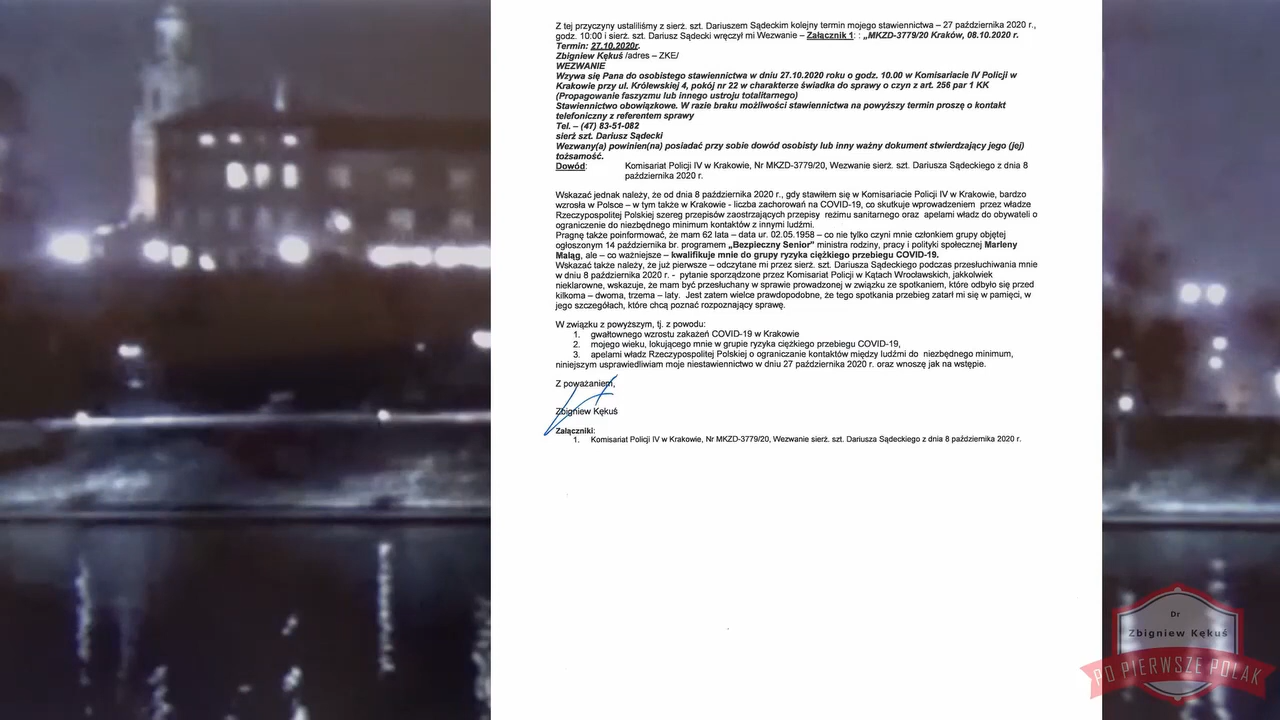 Z tej przyczyny ustaliliśmy z sierż. szt. Dariuszem Sądeckim kolejny termin mojego stawiennictwa – 27 października 2020 r.,
godz. 10:00 i sierż. szt. Dariusz Sądecki wręczył mi Wezwanie – Załącznik 1: : „MKZD-3779/20 Kraków, 08.10.2020 r.
Termin: 27.10.2020r.
Zbigniew Kękuś /adres – ZKE/
WEZWANIE
Wzywa się Pana do osobistego stawiennictwa w dniu 27.10.2020 roku o godz. 10.00 w Komisariacie IV Policji w
Krakowie przy ul. Królewskiej 4, pokój nr 22 w charakterze świadka do sprawy o czyn z art. 256 par 1 KK
(Propagowanie faszyzmu lub innego ustroju totalitarnego)
Stawiennictwo obowiązkowe. W razie braku możliwości stawiennictwa na powyższy termin proszę o kontakt
telefoniczny z referentem sprawy
Tel. – (47) 83-51-082
sierż szt. Dariusz Sądecki
Wezwany(a) powinien(na) posiadać przy sobie dowód osobisty lub inny ważny dokument stwierdzający jego (jej)
tożsamość.
Dowód: Komisariat Policji IV w Krakowie, Nr MKZD-3779/20, Wezwanie sierż. szt. Dariusza Sądeckiego z dnia 8
października 2020 r.
Wskazać jednak należy, że od dnia 8 października 2020 r., gdy stawiłem się w Komisariacie Policji IV w Krakowie, bardzo
wzrosła w Polsce – w tym także w Krakowie - liczba zachorowań na COVID-19, co skutkuje wprowadzeniem przez władze
Rzeczypospolitej Polskiej szereg przepisów zaostrzających przepisy reżimu sanitarnego oraz apelami władz do obywateli o
ograniczenie do niezbędnego minimum kontaktów z innymi ludźmi.
Pragnę także poinformować, że mam 62 lata – data ur. 02.05.1958 – co nie tylko czyni mnie członkiem grupy objętej
ogłoszonym 14 października br. programem „Bezpieczny Senior" ministra rodziny, pracy i polityki społecznej Marleny
Maląg, ale – co ważniejsze – kwalifikuje mnie do grupy ryzyka ciężkiego przebiegu COVID-19.
Wskazać także należy, że już pierwsze – odczytane mi przez sierż. szt. Dariusza Sądeckiego podczas przesłuchiwania mnie
w dniu 8 października 2020 r. - pytanie sporządzone przez Komisariat Policji w Kątach Wrocławskich, jakkolwiek
nieklarowne, wskazuje, że mam być przesłuchany w sprawie prowadzonej w związku ze spotkaniem, które odbyło się przed
kilkoma – dwoma, trzema – laty. Jest zatem wielce prawdopodobne, że tego spotkania przebieg zatarł mi się w pamięci, w
jego szczegółach, które chcą poznać rozpoznający sprawę.
W związku z powyższym, tj. z powodu:
1. gwałtownego wzrostu zakażeń COVID-19 w Krakowie
2. mojego wieku, lokującego mnie w grupie ryzyka ciężkiego przebiegu COVID-19,
3. apelami władz Rzeczypospolitej Polskiej o ograniczanie kontaktów między ludźmi do niezbędnego minimum,
niniejszym usprawiedliwiam moje niestawiennictwo w dniu 27 października 2020 r. oraz wnoszę jak na wstępie.
Z poważaniem,
Zbigniew Kękuś
Załączniki:
1. Komisariat Policji IV w Krakowie, Nr MKZD-3779/20, Wezwanie sierż. szt. Dariusza Sądeckiego z dnia 8 października 2020 r.
Dr
Zbigniew Kękuś
PO PIERWSZE POLAK